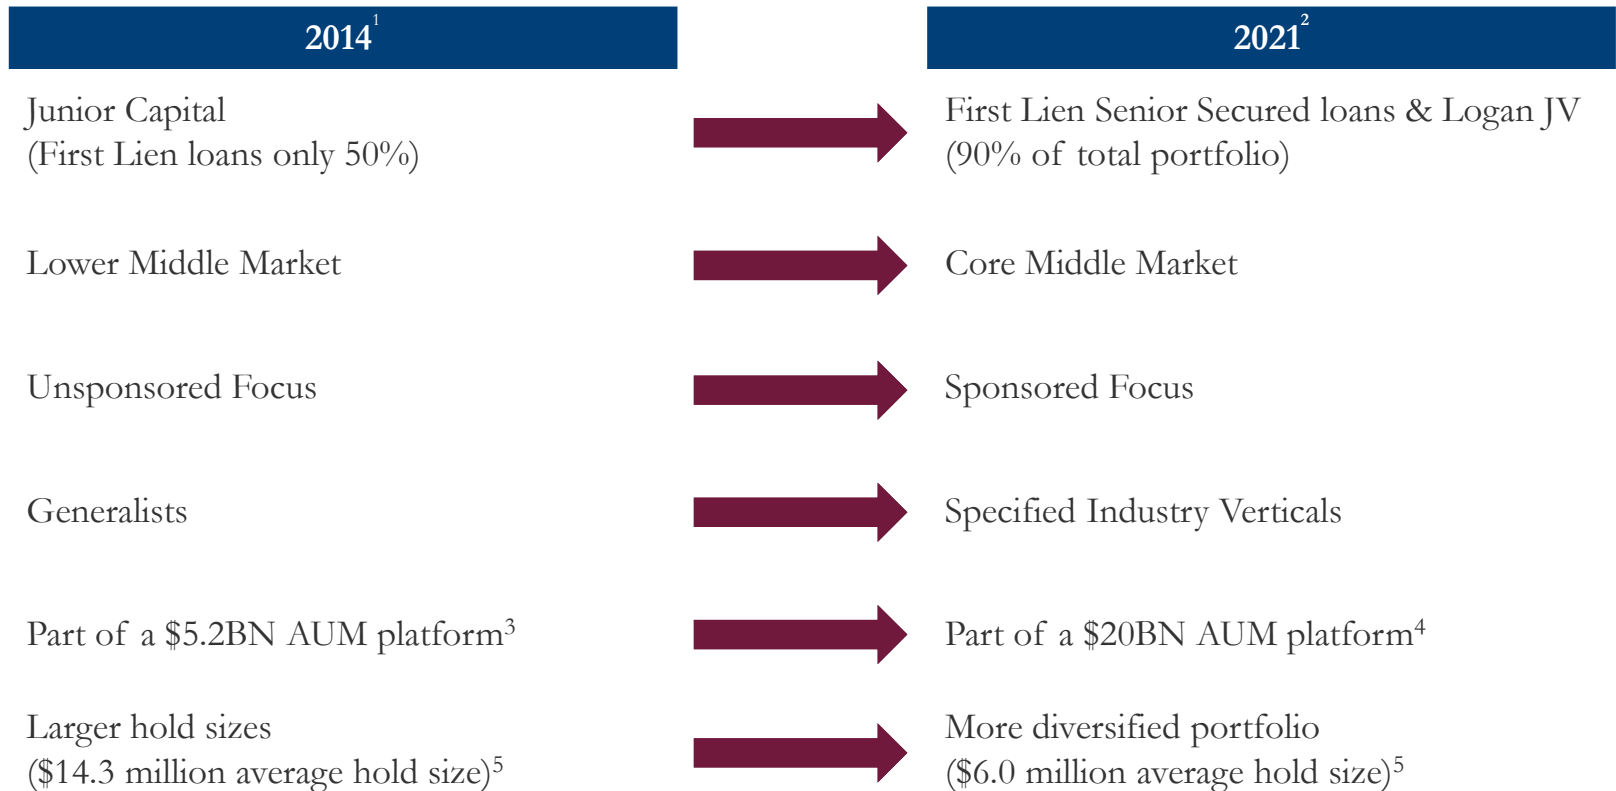 2014¹
2021²
Junior Capital
(First Lien loans only 50%)
First Lien Senior Secured loans & Logan JV
(90% of total portfolio)
Lower Middle Market
Core Middle Market
Unsponsored Focus
Sponsored Focus
Generalists
Specified Industry Verticals
Part of a $5.2BN AUM platform³
Part of a $20BN AUM platform⁴
Larger hold sizes
($14.3 million average hold size)⁵
More diversified portfolio
($6.0 million average hold size)⁵